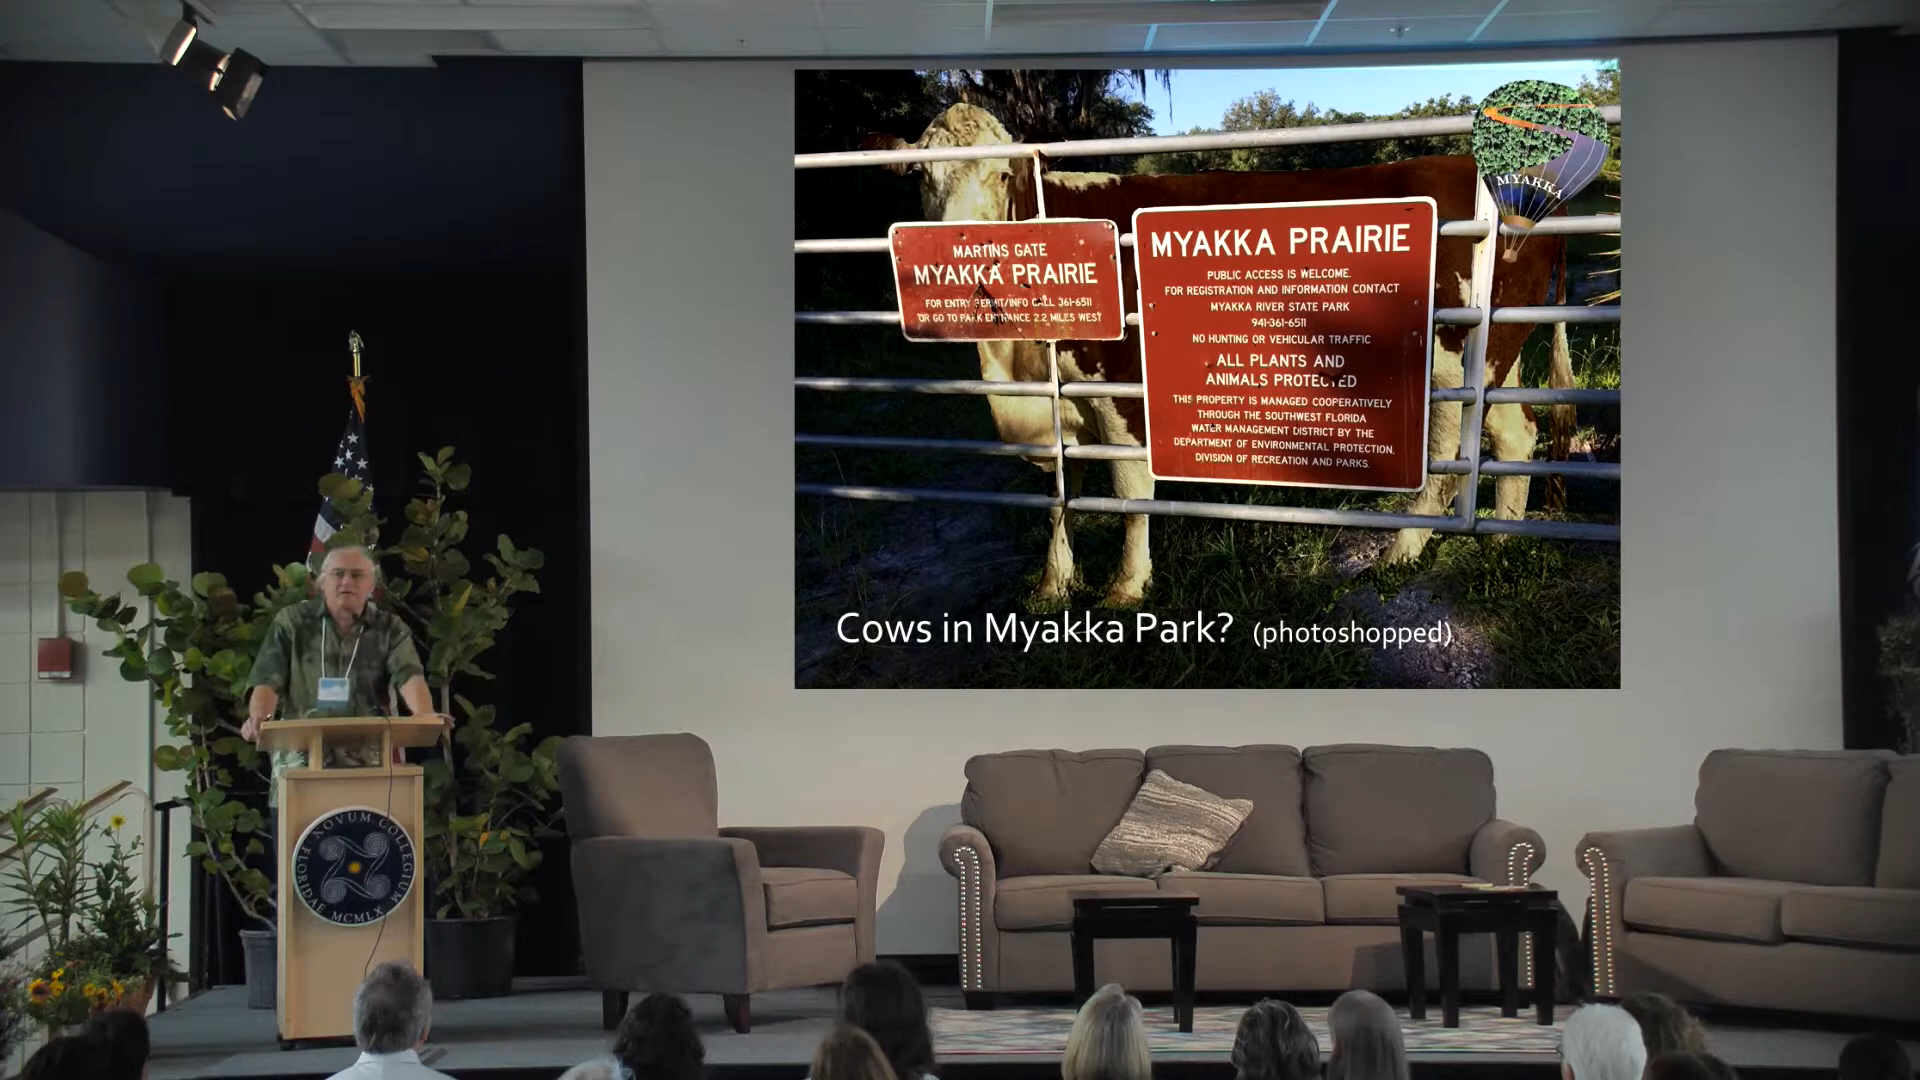 MYAKKA
MARTINS GATE
MYAKKA PRAIRIE
FOR ENTRY PERMIT/INFO CALL 361-6511
OR GO TO PARK ENTRANCE 2.2 MILES WEST
MYAKKA PRAIRIE
PUBLIC ACCESS IS WELCOME.
FOR REGISTRATION AND INFORMATION CONTACT
MYAKKA RIVER STATE PARK
941-361-6511
NO HUNTING OR VEHICULAR TRAFFIC
ALL PLANTS AND
ANIMALS PROTECTED
THIS PROPERTY IS MANAGED COOPERATIVELY
THROUGH THE SOUTHWEST FLORIDA
WATER MANAGEMENT DISTRICT BY THE
DEPARTMENT OF ENVIRONMENTAL PROTECTION,
DIVISION OF RECREATION AND PARKS.
Cows in Myakka Park? (photoshopped)
NOVUM COLLEGIUM
FLORIDAE MCMLX